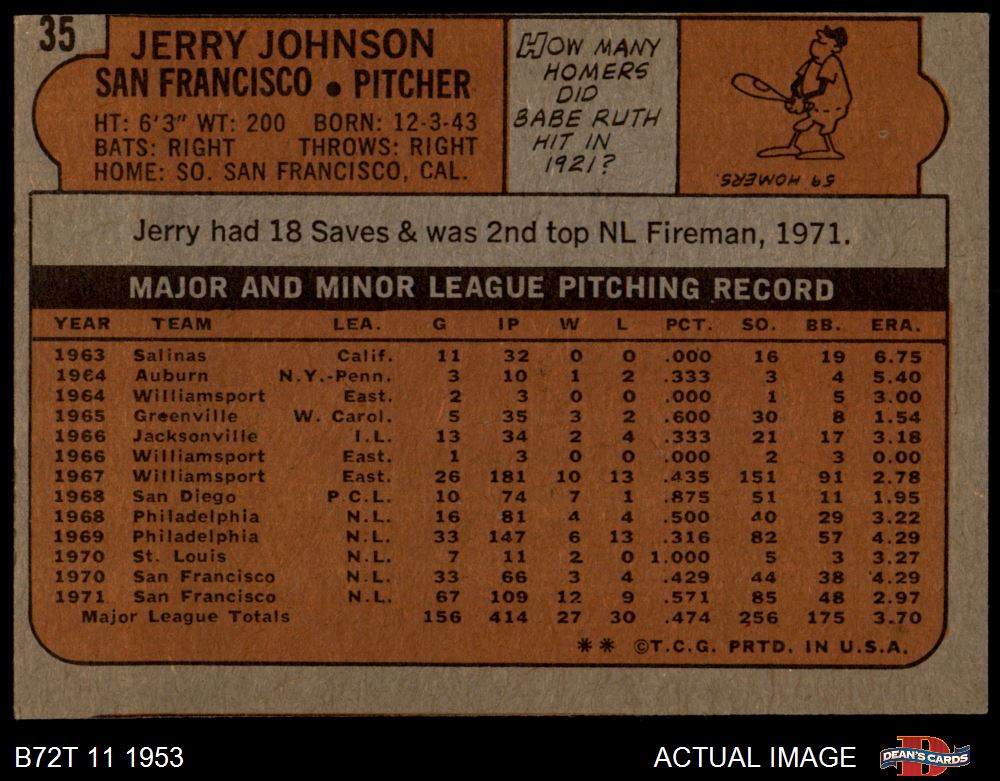 35
JERRY JOHNSON
SAN FRANCISCO • PITCHER
HT: 6'3" WT: 200 BORN: 12-3-43
BATS: RIGHT THROWS: RIGHT
HOME: SO. SAN FRANCISCO, CAL.
HOW MANY
HOMERS
DID
BABE RUTH
HIT IN
1921?
59 HOMERS.
Jerry had 18 Saves & was 2nd top NL Fireman, 1971.
MAJOR AND MINOR LEAGUE PITCHING RECORD
YEAR TEAM LEA. G IP W L PCT. SO. BB. ERA.
1963 Salinas Calif. 11 32 0 0 .000 16 19 6.75
1964 Auburn N.Y.-Penn. 3 10 1 2 .333 3 4 5.40
1964 Williamsport East. 2 3 0 0 .000 1 5 3.00
1965 Greenville W. Carol. 5 35 3 2 .600 30 8 1.54
1966 Jacksonville I.L. 13 34 2 4 .333 21 17 3.18
1966 Williamsport East. 1 3 0 0 .000 2 3 0.00
1967 Williamsport East. 26 181 10 13 .435 151 91 2.78
1968 San Diego P.C.L. 10 74 7 1 .875 51 11 1.95
1968 Philadelphia N.L. 16 81 4 4 .500 40 29 3.22
1969 Philadelphia N.L. 33 147 6 13 .316 82 57 4.29
1970 St. Louis N.L. 7 11 2 0 1.000 5 3 3.27
1970 San Francisco N.L. 33 66 3 4 .429 44 38 4.29
1971 San Francisco N.L. 67 109 12 9 .571 85 48 2.97
Major League Totals 156 414 27 30 .474 256 175 3.70
** ©T.C.G. PRTD. IN U.S.A.
B72T 11 1953
ACTUAL IMAGE
DEAN'S CARDS